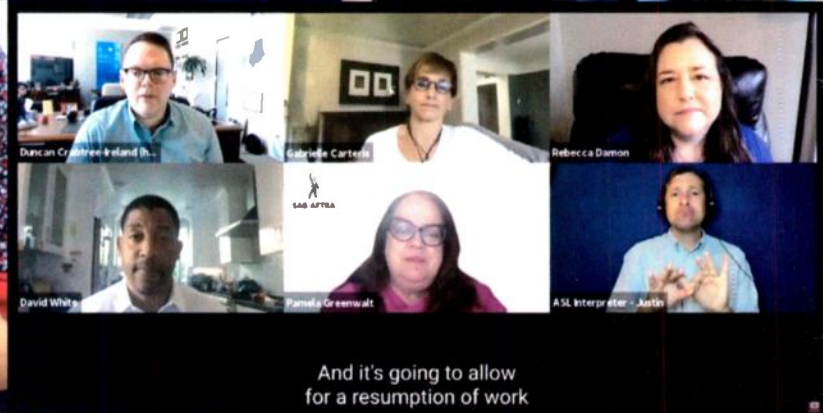 Duncan Crabtree-Ireland (h...
Gabrielle Carteris
Rebecca Damon
SAG AFTRA
David White
Pamela Greenwalt
ASL Interpreter - Justin
And it's going to allow
for a resumption of work